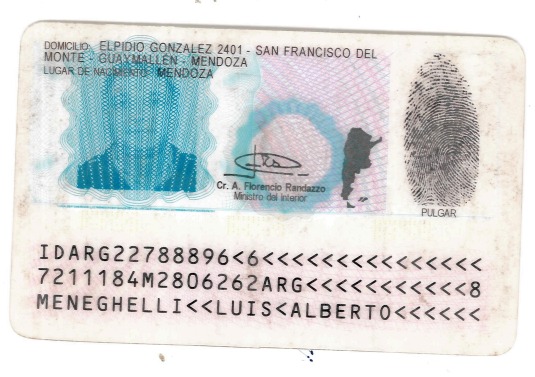 DOMICILIO: ELPIDIO GONZALEZ 2401 - SAN FRANCISCO DEL
MONTE - GUAYMALLÉN - MENDOZA
LUGAR DE NACIMIENTO: MENDOZA
Cr. A. Florencio Randazzo
Ministro del Interior
PULGAR
IDARG22788896<6<<<<<<<<<<<<<<<
7211184M2806262ARG<<<<<<<<<<<8
MENEGHELLI<<LUIS<ALBERTO<<<<<<